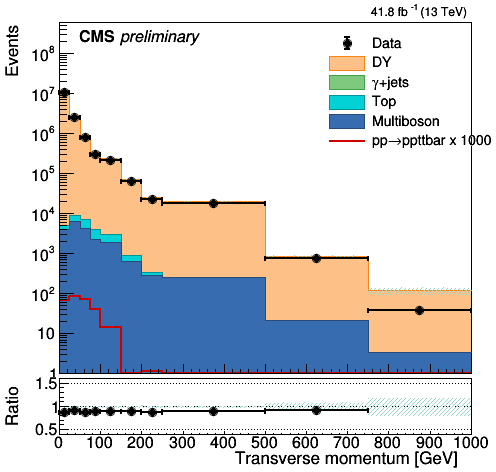 41.8 fb⁻¹ (13 TeV)
CMS preliminary
Events
Data
DY
γ+jets
Top
Multiboson
pp→ppttbar x 1000
10⁸
10⁷
10⁶
10⁵
10⁴
10³
10²
10
1
Ratio
1.5
1
0.5
0 100 200 300 400 500 600 700 800 900 1000
Transverse momentum [GeV]